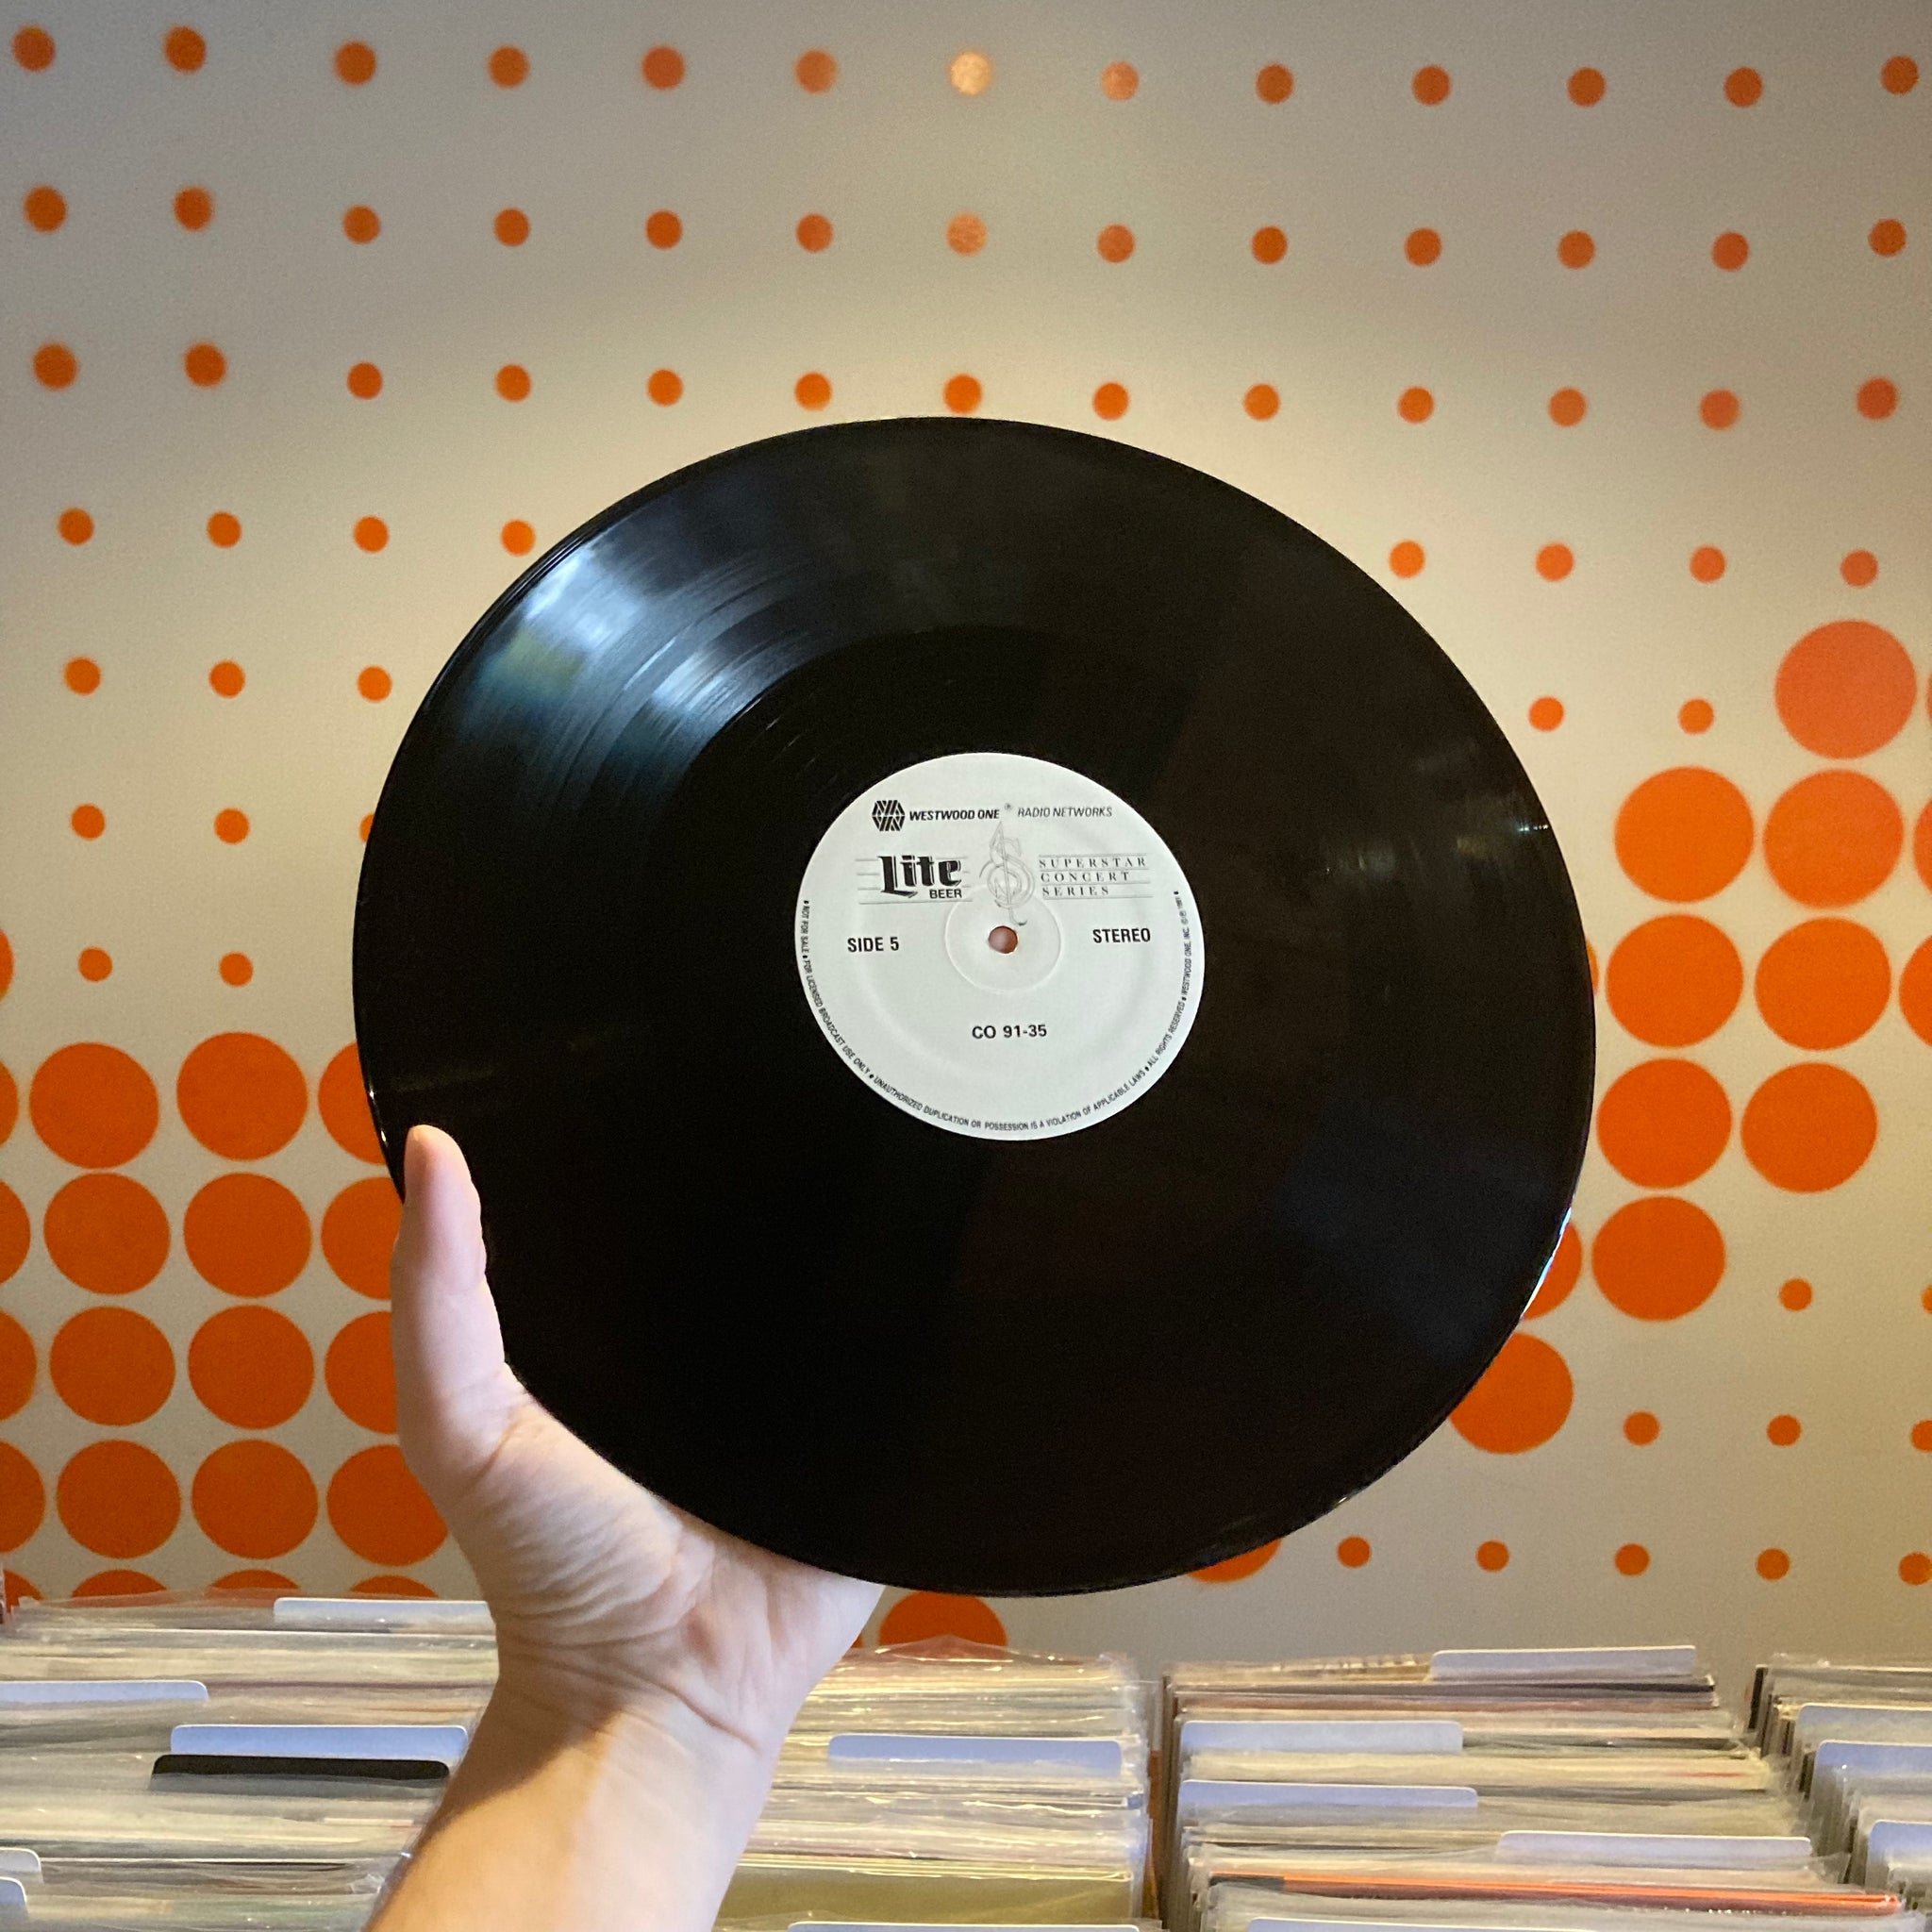 WESTWOOD ONE ® RADIO NETWORKS
Lite
BEER
SUPERSTAR
CONCERT
SERIES
SIDE 5
STEREO
CO 91-35
♦ NOT FOR SALE ♦ FOR LICENSED BROADCAST USE ONLY ♦ UNAUTHORIZED DUPLICATION OR POSSESSION IS A VIOLATION OF APPLICABLE LAWS ♦ ALL RIGHTS RESERVED ♦ WESTWOOD ONE, INC. © ℗ 1991 ♦